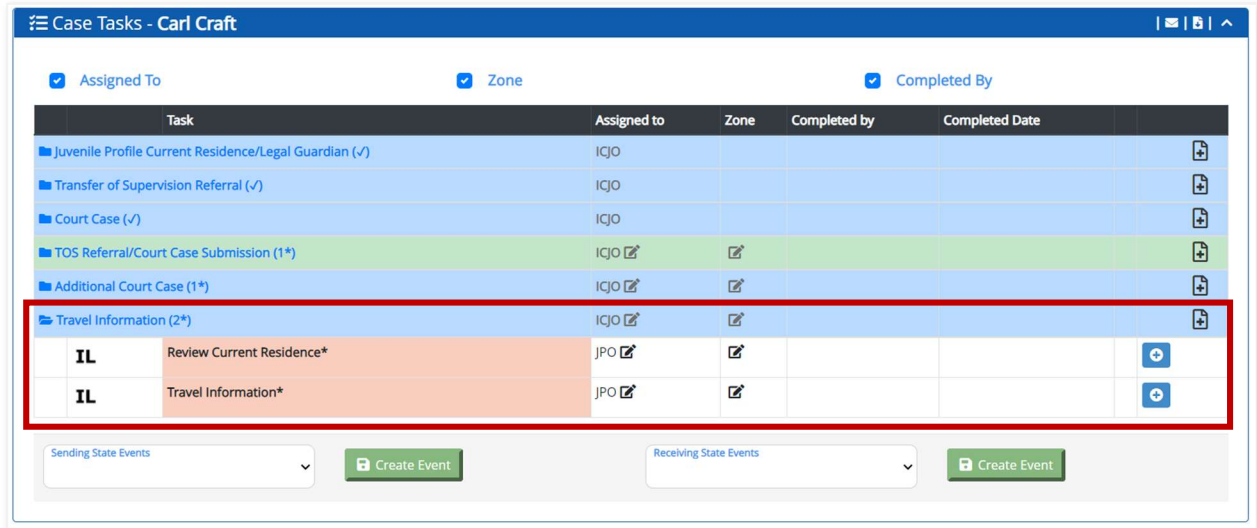 Case Tasks - Carl Craft
Assigned To Zone Completed By
Task Assigned to Zone Completed by Completed Date
Juvenile Profile Current Residence/Legal Guardian (✓) ICJO
Transfer of Supervision Referral (✓) ICJO
Court Case (✓) ICJO
TOS Referral/Court Case Submission (1*) ICJO
Additional Court Case (1*) ICJO
Travel Information (2*) ICJO
IL Review Current Residence* JPO
IL Travel Information* JPO
Sending State Events Create Event Receiving State Events Create Event